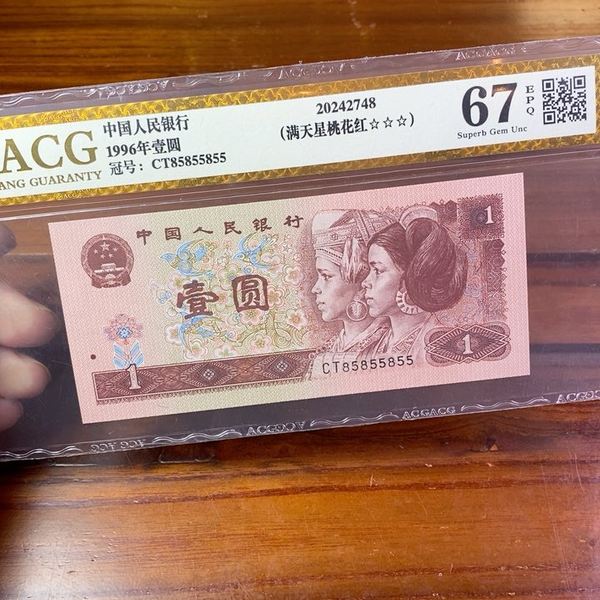 ACG
ANG GUARANTY
中国人民银行
1996年壹圆
冠号: CT85855855
20242748
(满天星桃花红☆☆☆)
67
EPQ
Superb Gem Unc
中国人民银行
1
壹圆
CT85855855
1
1
ACGACG